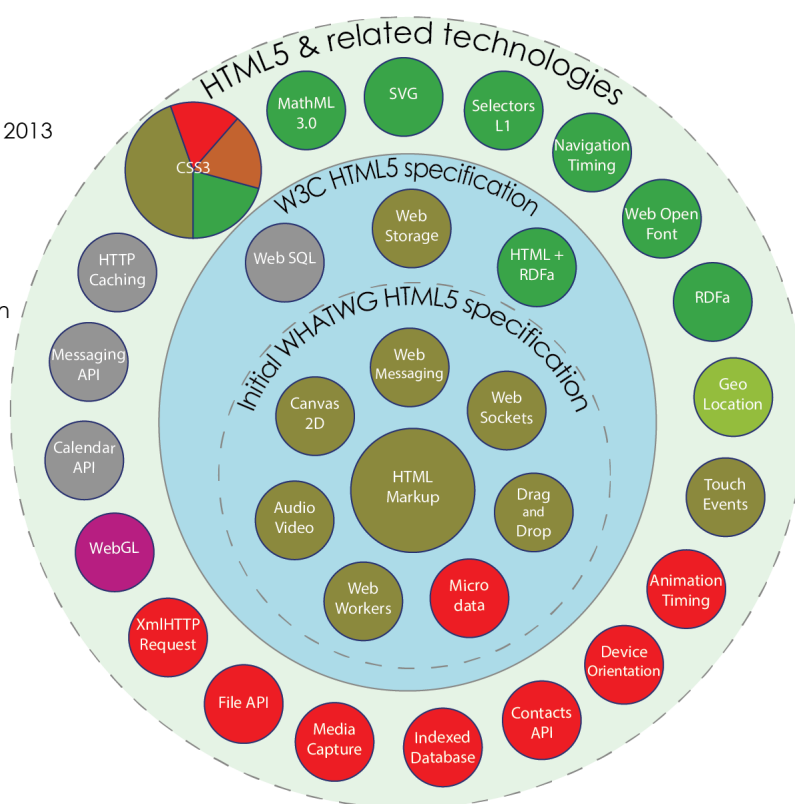 HTML5 & related technologies
2013
MathML
3.0
SVG
Selectors
L1
Navigation
Timing
CSS3
W3C HTML5 specification
Web
Storage
Web Open
Font
HTTP
Caching
Web SQL
HTML +
RDFa
RDFa
n
Initial WHATWG HTML5 specification
Messaging
API
Web
Messaging
Geo
Location
Canvas
2D
Web
Sockets
Calendar
API
HTML
Markup
Touch
Events
Audio
Video
Drag
and
Drop
WebGL
Web
Workers
Micro
data
Animation
Timing
XmlHTTP
Request
Device
Orientation
File API
Media
Capture
Indexed
Database
Contacts
API